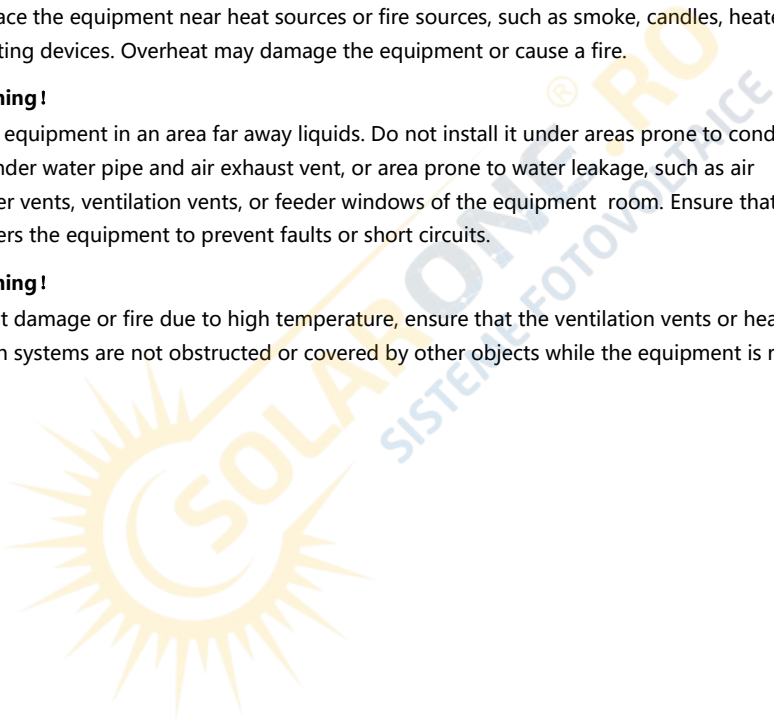 ace the equipment near heat sources or fire sources, such as smoke, candles, heate
ting devices. Overheat may damage the equipment or cause a fire.
ning!
equipment in an area far away liquids. Do not install it under areas prone to cond
nder water pipe and air exhaust vent, or area prone to water leakage, such as air
er vents, ventilation vents, or feeder windows of the equipment room. Ensure that
ers the equipment to prevent faults or short circuits.
ning!
t damage or fire due to high temperature, ensure that the ventilation vents or hea
n systems are not obstructed or covered by other objects while the equipment is r
SOLARONE.RO®
SISTEME FOTOVOLTAICE